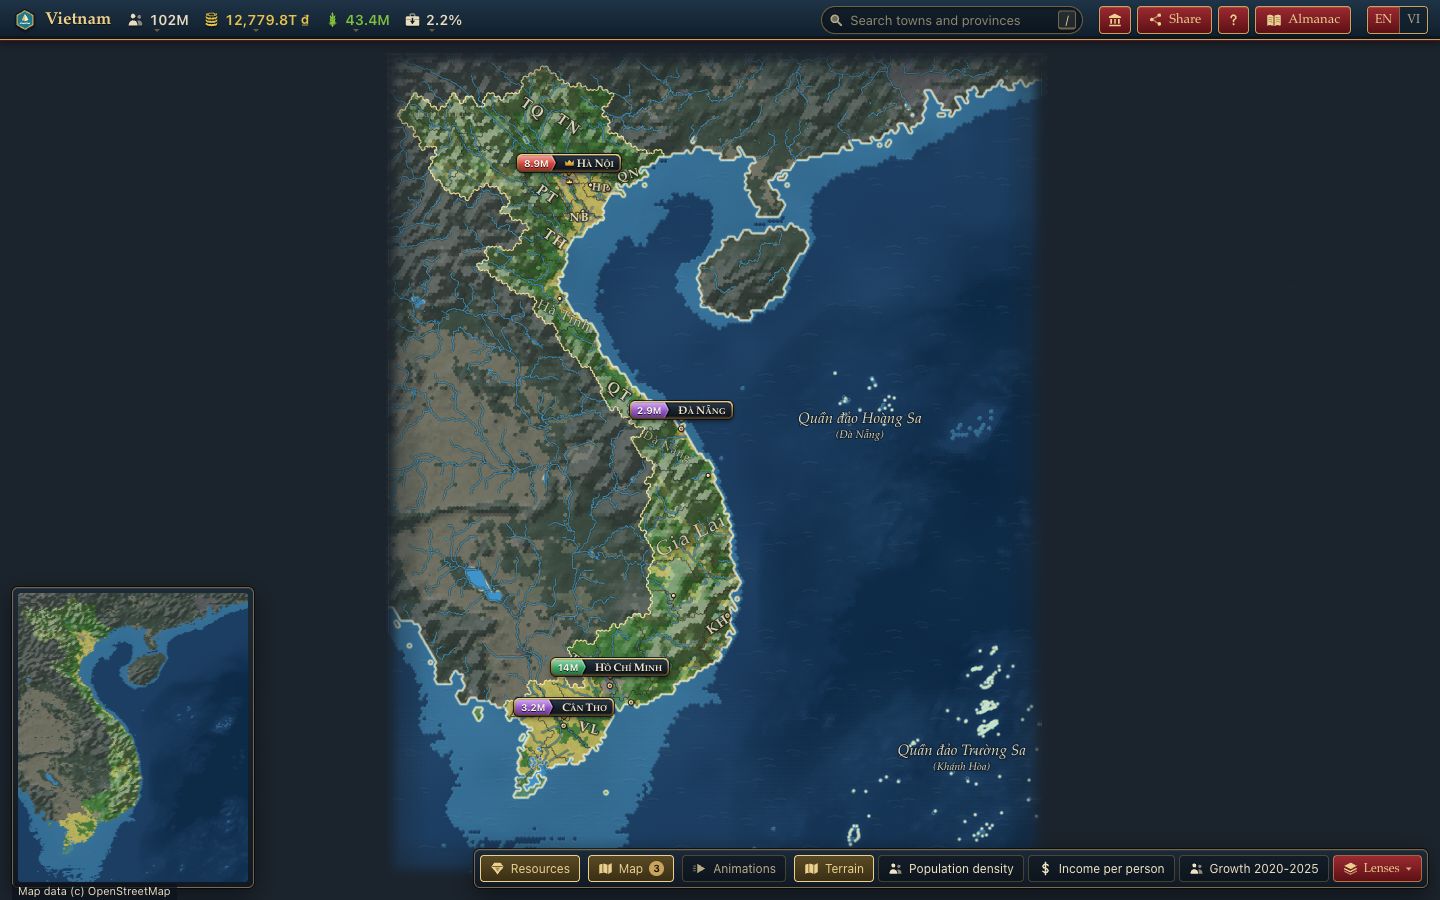 Vietnam
102M
12,779.8T ₫
43.4M
2.2%
Search towns and provinces
/
Share
?
Almanac
EN
VI
TQ
TN
8.9M
HÀ NỘI
HP
QN
PT
NB
TH
Hà Tĩnh
QT
2.9M
ĐÀ NẴNG
Đà Nẵng
Quần đảo Hoàng Sa
(Đà Nẵng)
Gia Lai
KH
14M
HỒ CHÍ MINH
3.2M
CẦN THƠ
VL
Quần đảo Trường Sa
(Khánh Hòa)
Resources
Map
3
Animations
Terrain
Population density
$
Income per person
Growth 2020-2025
Lenses
Map data (c) OpenStreetMap